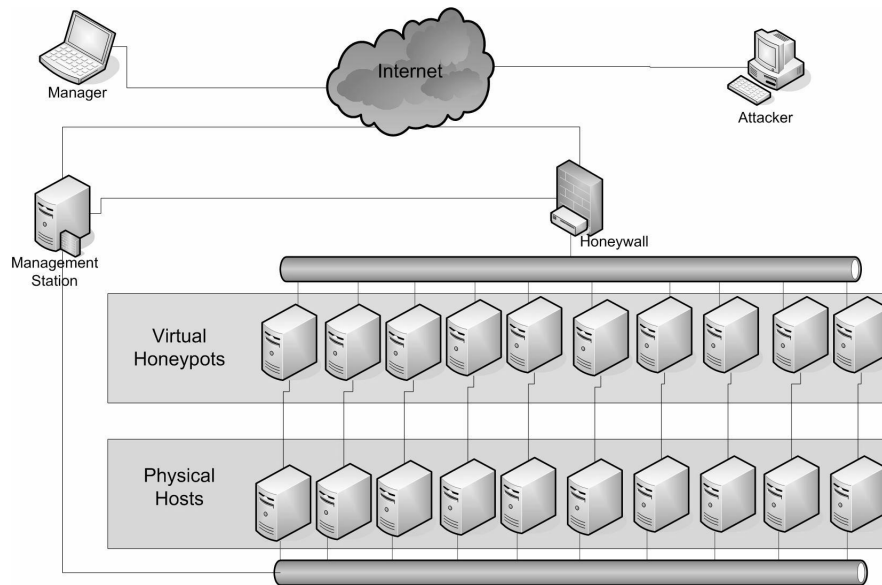 Internet
Manager
Attacker
Honeywall
Management
Station
Virtual
Honeypots
Physical
Hosts